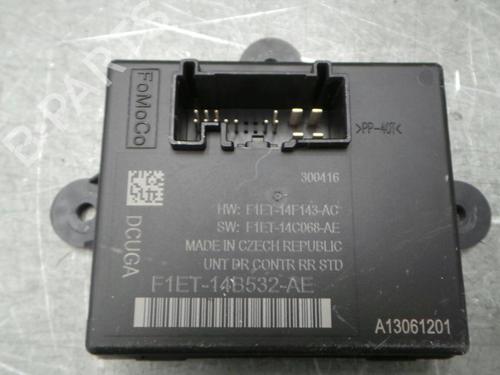 FoMoCo
>PP-40T<
300416
DCUGA
HW: F1ET-14F143-AC
SW: F1ET-14C068-AE
MADE IN CZECH REPUBLIC
UNT DR CONTR RR STD
F1ET-14B532-AE
A13061201
B-PARTS